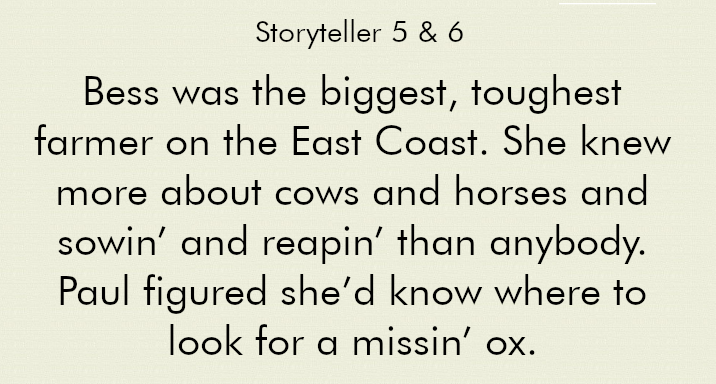 Storyteller 5 & 6
Bess was the biggest, toughest
farmer on the East Coast. She knew
more about cows and horses and
sowin’ and reapin’ than anybody.
Paul figured she’d know where to
look for a missin’ ox.